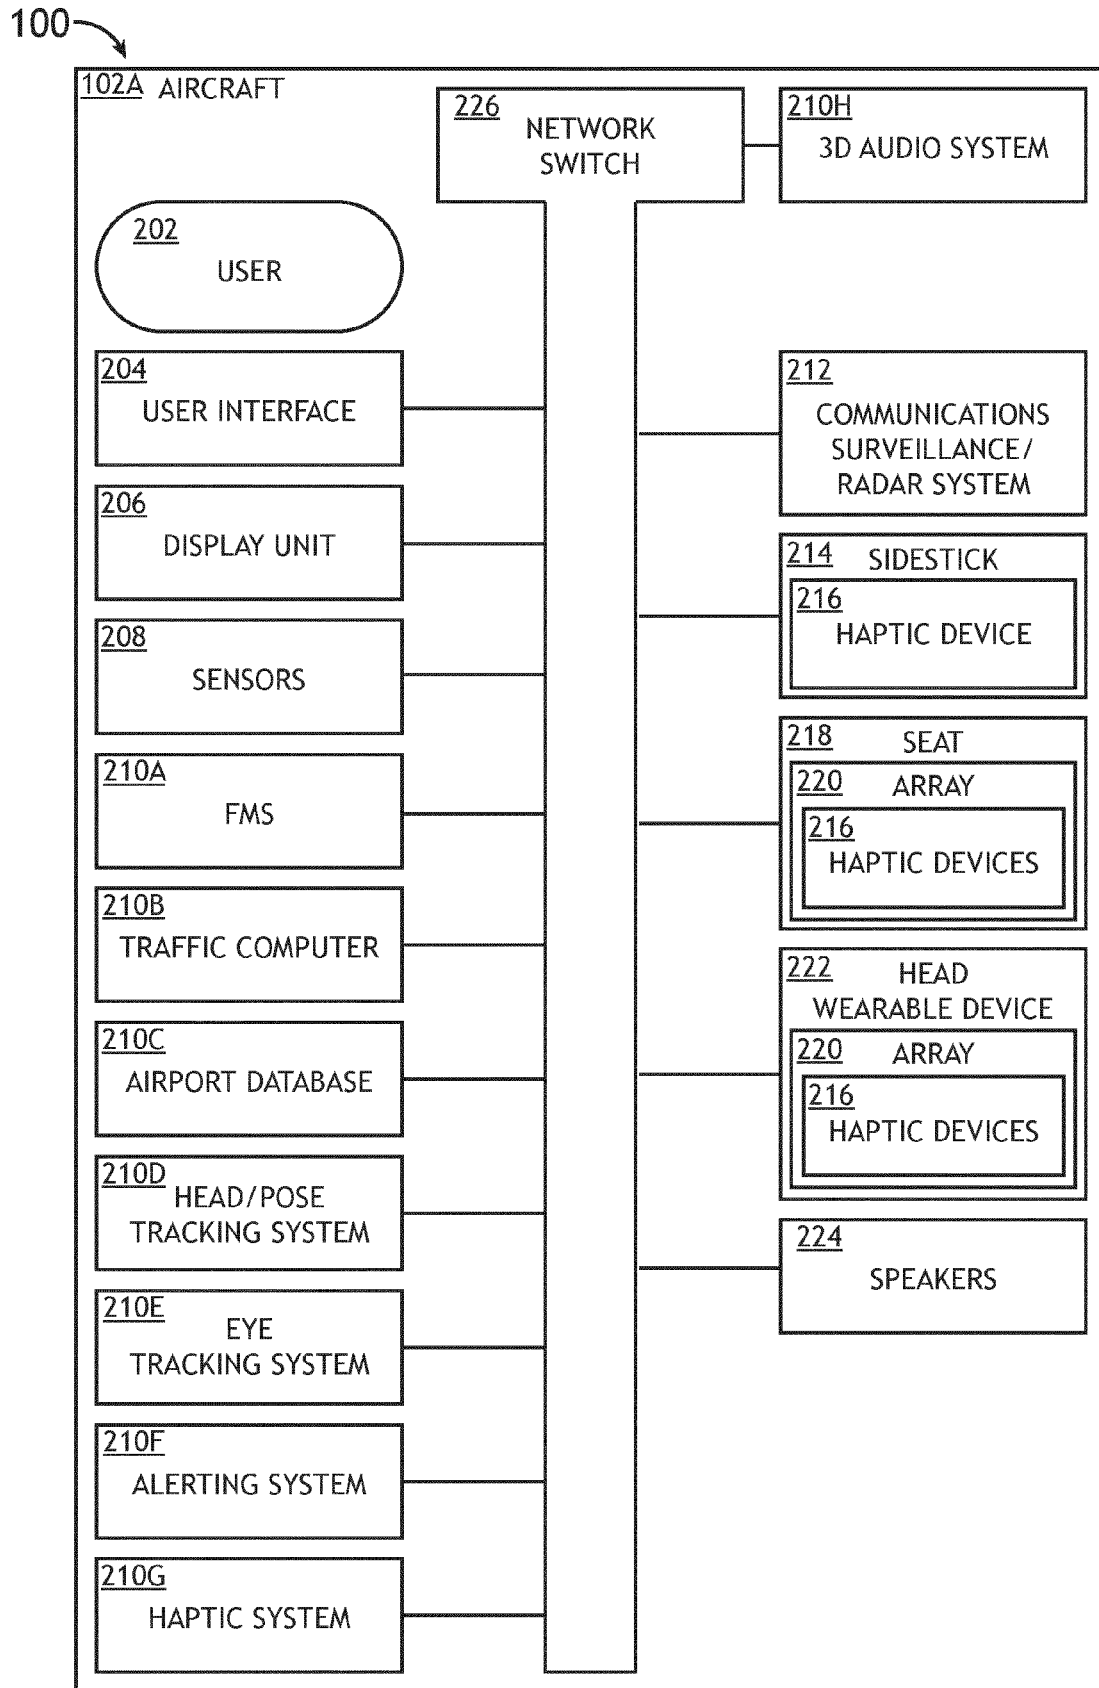 100
102A AIRCRAFT
226
NETWORK
SWITCH
210H
3D AUDIO SYSTEM
202
USER
204
USER INTERFACE
206
DISPLAY UNIT
208
SENSORS
210A
FMS
210B
TRAFFIC COMPUTER
210C
AIRPORT DATABASE
210D
HEAD/POSE
TRACKING SYSTEM
210E
EYE
TRACKING SYSTEM
210F
ALERTING SYSTEM
210G
HAPTIC SYSTEM
212
COMMUNICATIONS
SURVEILLANCE/
RADAR SYSTEM
214 SIDESTICK
216
HAPTIC DEVICE
218 SEAT
220 ARRAY
216
HAPTIC DEVICES
222 HEAD
WEARABLE DEVICE
220 ARRAY
216
HAPTIC DEVICES
224
SPEAKERS